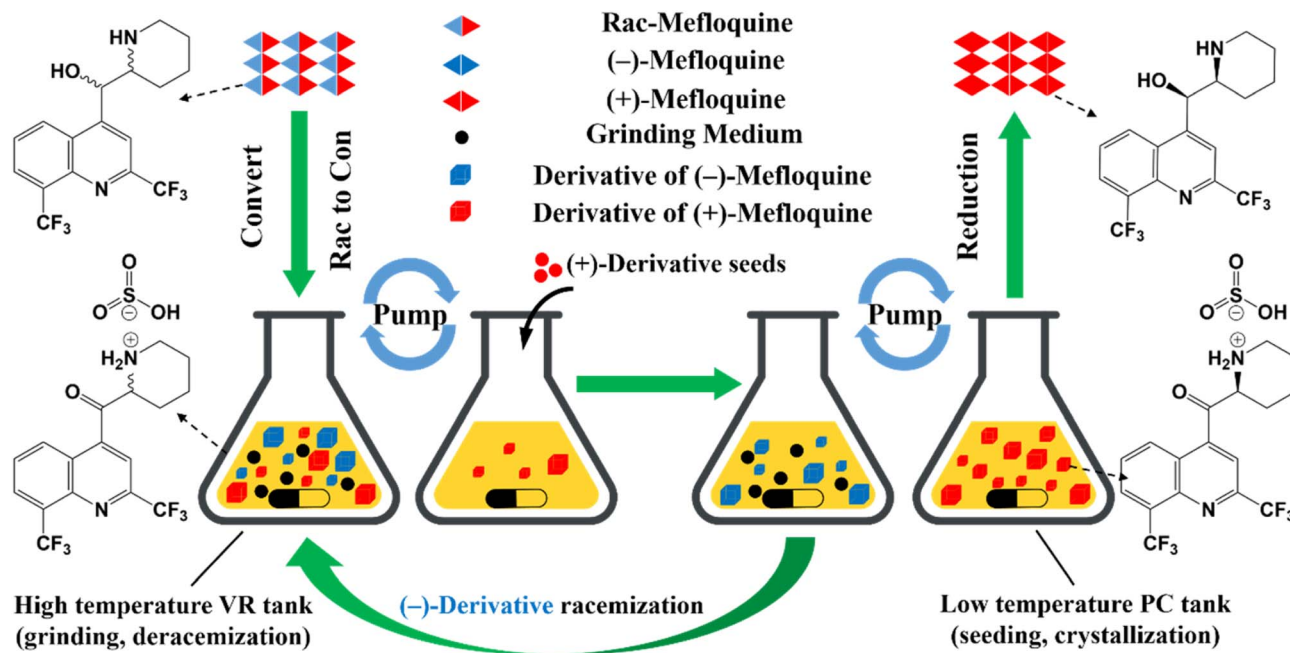 Rac-Mefloquine
(–)-Mefloquine
(+)-Mefloquine
Grinding Medium
Derivative of (–)-Mefloquine
Derivative of (+)-Mefloquine
HN
HO
N
CF3
CF3
Convert
Rac to Con
Reduction
HN
HO
N
CF3
CF3
(+)-Derivative seeds
Pump
Pump
O
O
S
OH
⊖
⊕
H2N
O
N
CF3
CF3
O
O
S
OH
⊖
⊕
H2N
O
N
CF3
CF3
High temperature VR tank
(grinding, deracemization)
(–)-Derivative racemization
Low temperature PC tank
(seeding, crystallization)